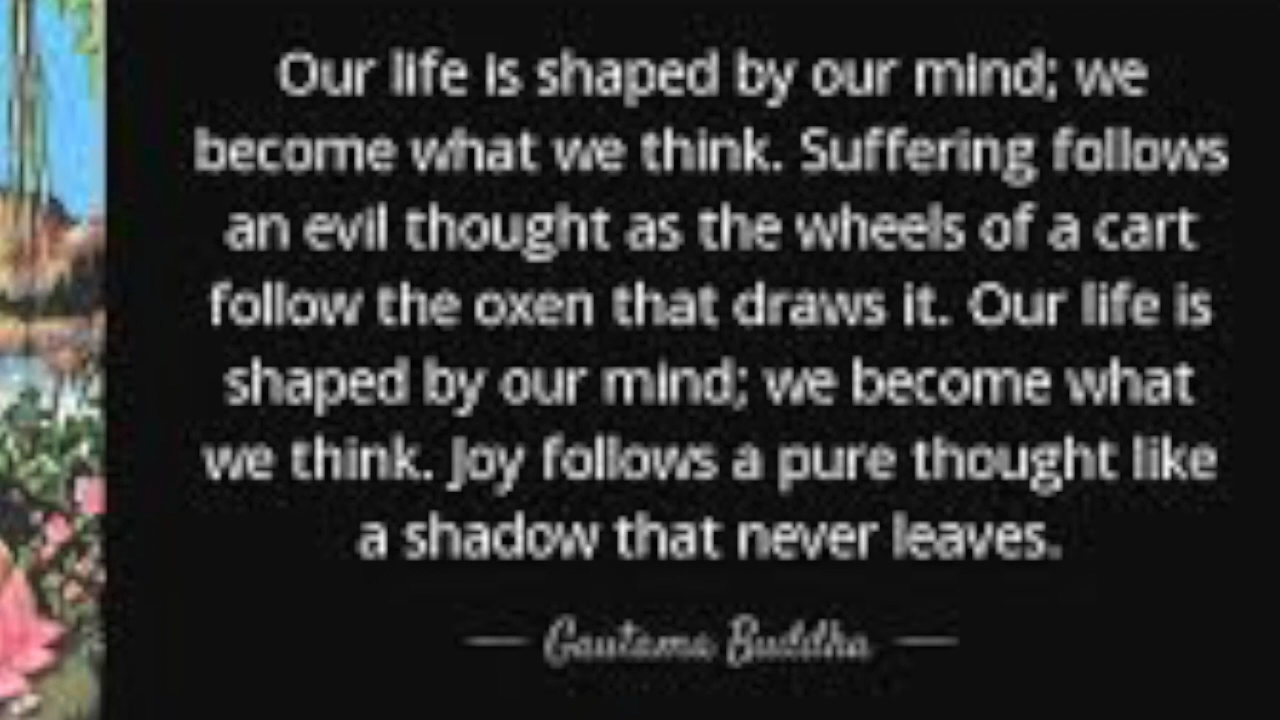 Our life is shaped by our mind; we
become what we think. Suffering follows
an evil thought as the wheels of a cart
follow the oxen that draws it. Our life is
shaped by our mind; we become what
we think. Joy follows a pure thought like
a shadow that never leaves.
— Gautama Buddha —